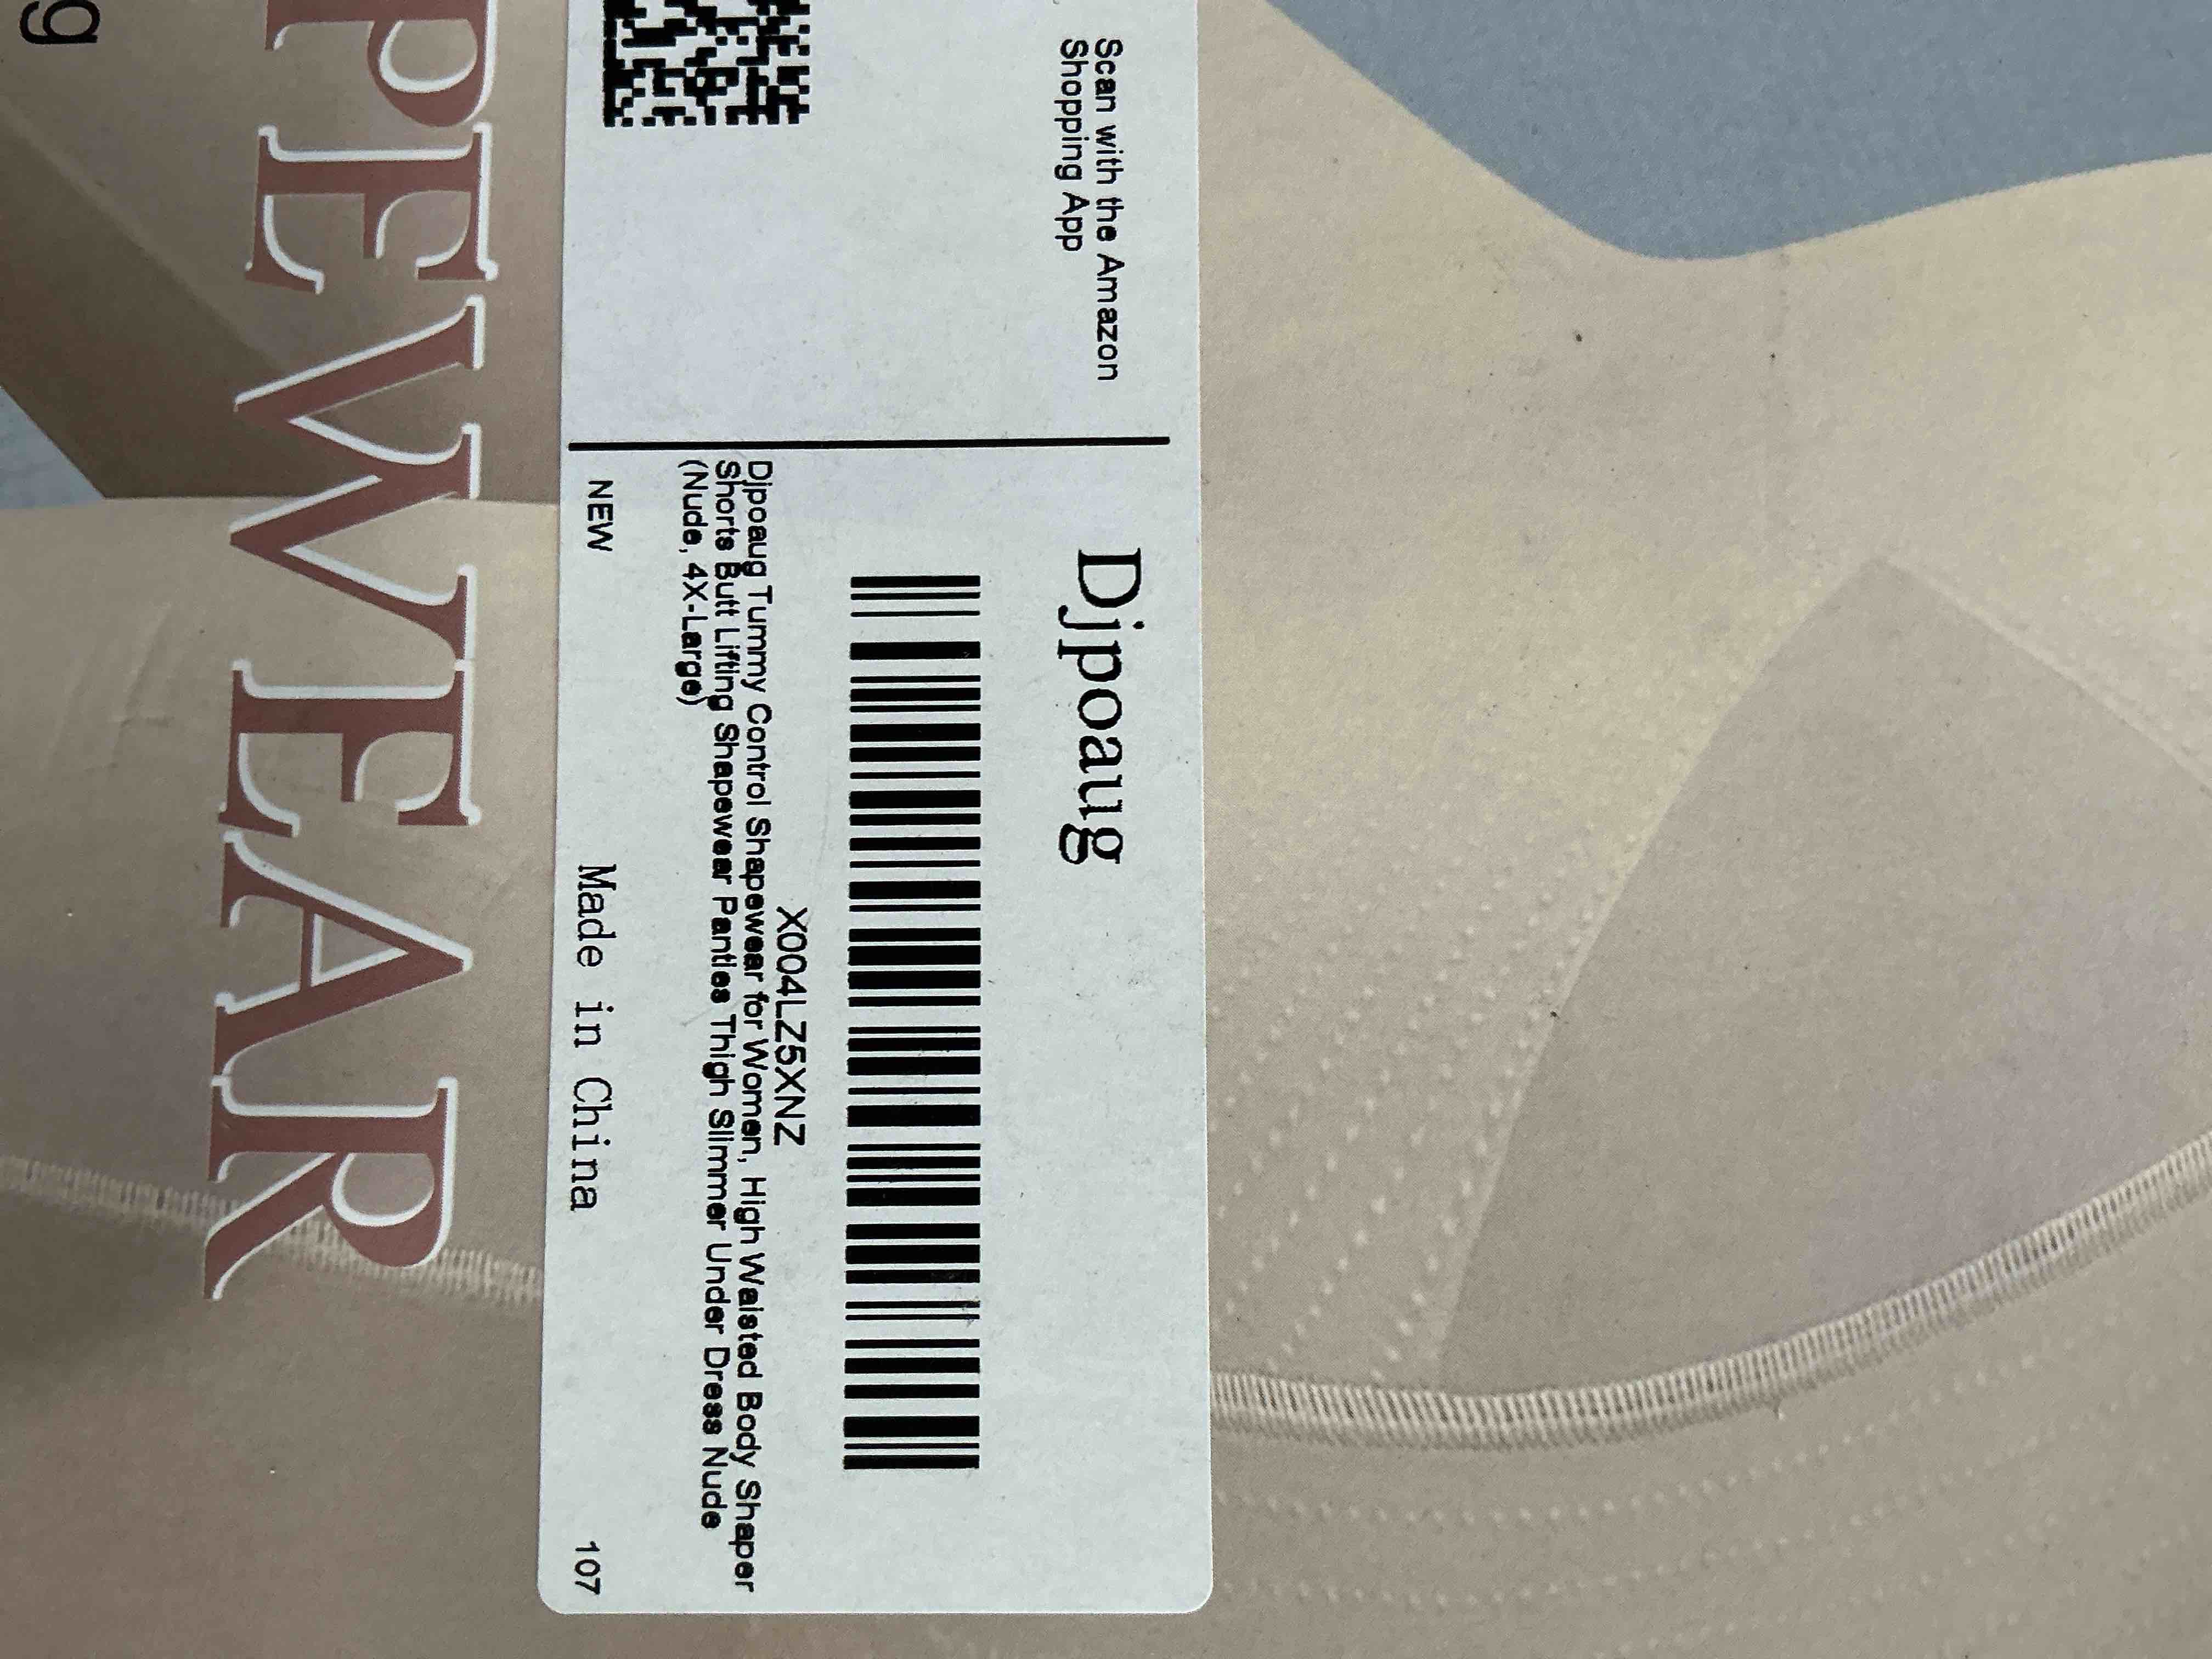 g
PEWEAR
Scan with the Amazon
Shopping App
Djpoaug
X004LZ5XNZ
Djpoaug Tummy Control Shapewear for Women, High Waisted Body Shaper
Shorts Butt Lifting Shapewear Panties Thigh Slimmer Under Dress Nude
(Nude, 4X-Large)
NEW
Made in China
107